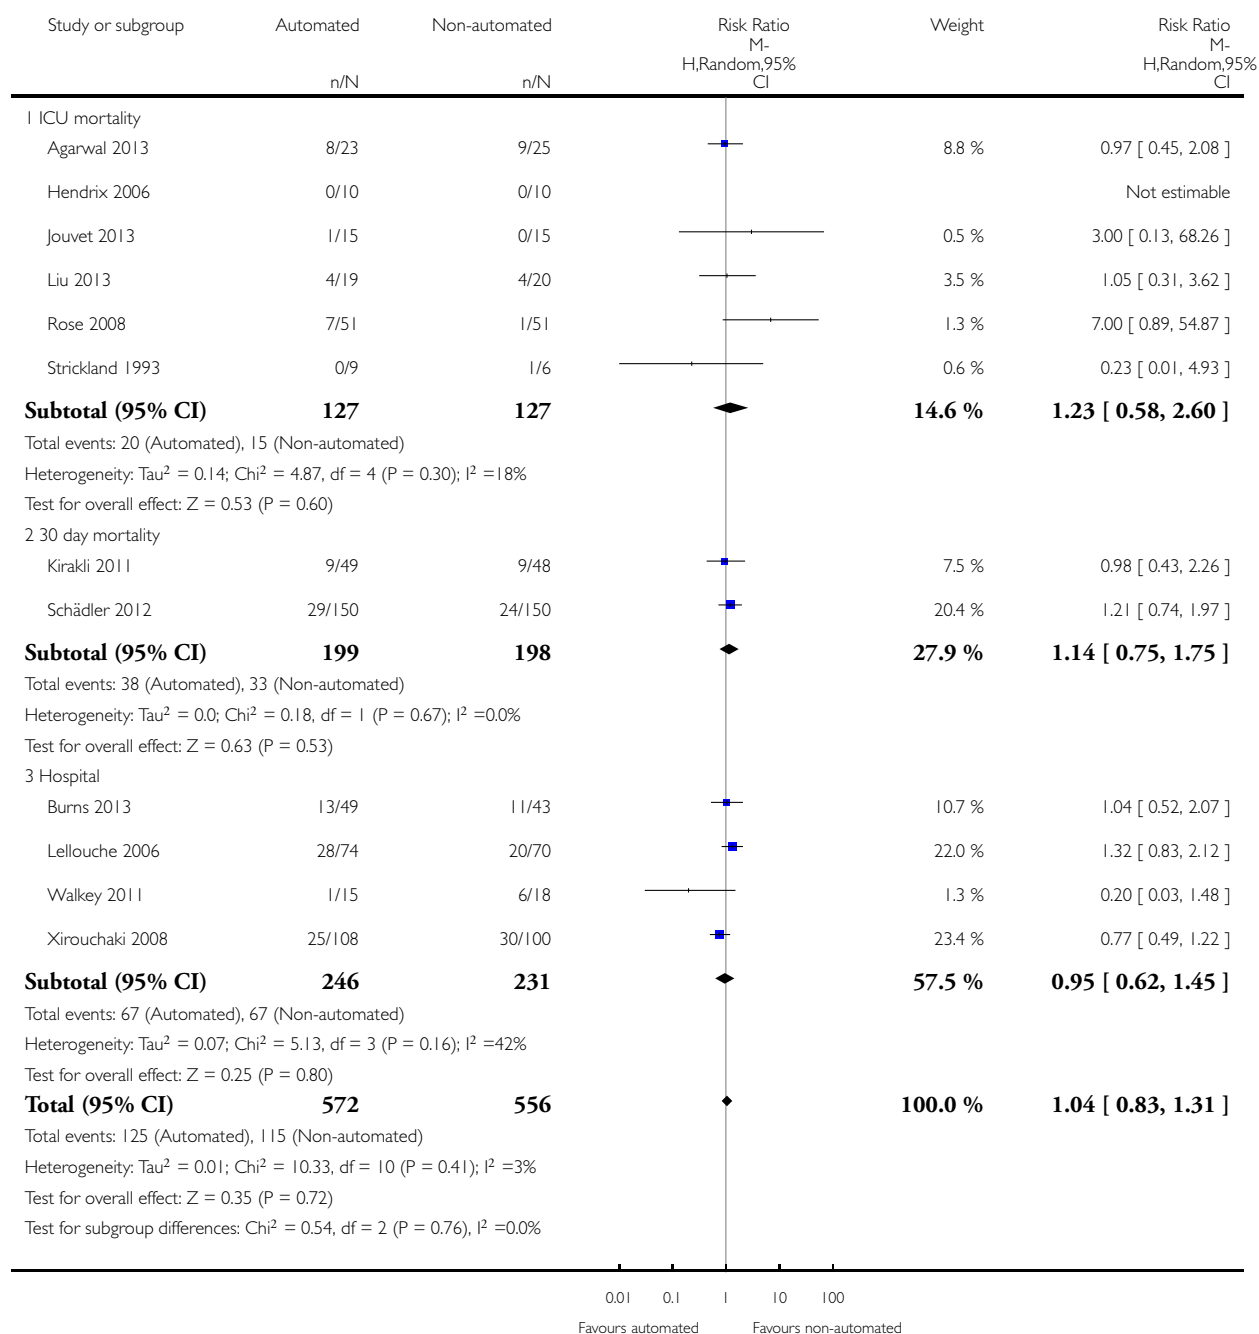 Study or subgroup Automated Non-automated Risk Ratio Weight Risk Ratio
M- M-
H,Random,95% H,Random,95%
n/N n/N CI CI
1 ICU mortality
Agarwal 2013 8/23 9/25 8.8 % 0.97 [ 0.45, 2.08 ]
Hendrix 2006 0/10 0/10 Not estimable
Jouvet 2013 1/15 0/15 0.5 % 3.00 [ 0.13, 68.26 ]
Liu 2013 4/19 4/20 3.5 % 1.05 [ 0.31, 3.62 ]
Rose 2008 7/51 1/51 1.3 % 7.00 [ 0.89, 54.87 ]
Strickland 1993 0/9 1/6 0.6 % 0.23 [ 0.01, 4.93 ]
Subtotal (95% CI) 127 127 14.6 % 1.23 [ 0.58, 2.60 ]
Total events: 20 (Automated), 15 (Non-automated)
Heterogeneity: Tau² = 0.14; Chi² = 4.87, df = 4 (P = 0.30); I² =18%
Test for overall effect: Z = 0.53 (P = 0.60)
2 30 day mortality
Kirakli 2011 9/49 9/48 7.5 % 0.98 [ 0.43, 2.26 ]
Schädler 2012 29/150 24/150 20.4 % 1.21 [ 0.74, 1.97 ]
Subtotal (95% CI) 199 198 27.9 % 1.14 [ 0.75, 1.75 ]
Total events: 38 (Automated), 33 (Non-automated)
Heterogeneity: Tau² = 0.0; Chi² = 0.18, df = 1 (P = 0.67); I² =0.0%
Test for overall effect: Z = 0.63 (P = 0.53)
3 Hospital
Burns 2013 13/49 11/43 10.7 % 1.04 [ 0.52, 2.07 ]
Lellouche 2006 28/74 20/70 22.0 % 1.32 [ 0.83, 2.12 ]
Walkey 2011 1/15 6/18 1.3 % 0.20 [ 0.03, 1.48 ]
Xirouchaki 2008 25/108 30/100 23.4 % 0.77 [ 0.49, 1.22 ]
Subtotal (95% CI) 246 231 57.5 % 0.95 [ 0.62, 1.45 ]
Total events: 67 (Automated), 67 (Non-automated)
Heterogeneity: Tau² = 0.07; Chi² = 5.13, df = 3 (P = 0.16); I² =42%
Test for overall effect: Z = 0.25 (P = 0.80)
Total (95% CI) 572 556 100.0 % 1.04 [ 0.83, 1.31 ]
Total events: 125 (Automated), 115 (Non-automated)
Heterogeneity: Tau² = 0.01; Chi² = 10.33, df = 10 (P = 0.41); I² =3%
Test for overall effect: Z = 0.35 (P = 0.72)
Test for subgroup differences: Chi² = 0.54, df = 2 (P = 0.76), I² =0.0%
0.01 0.1 1 10 100
Favours automated Favours non-automated